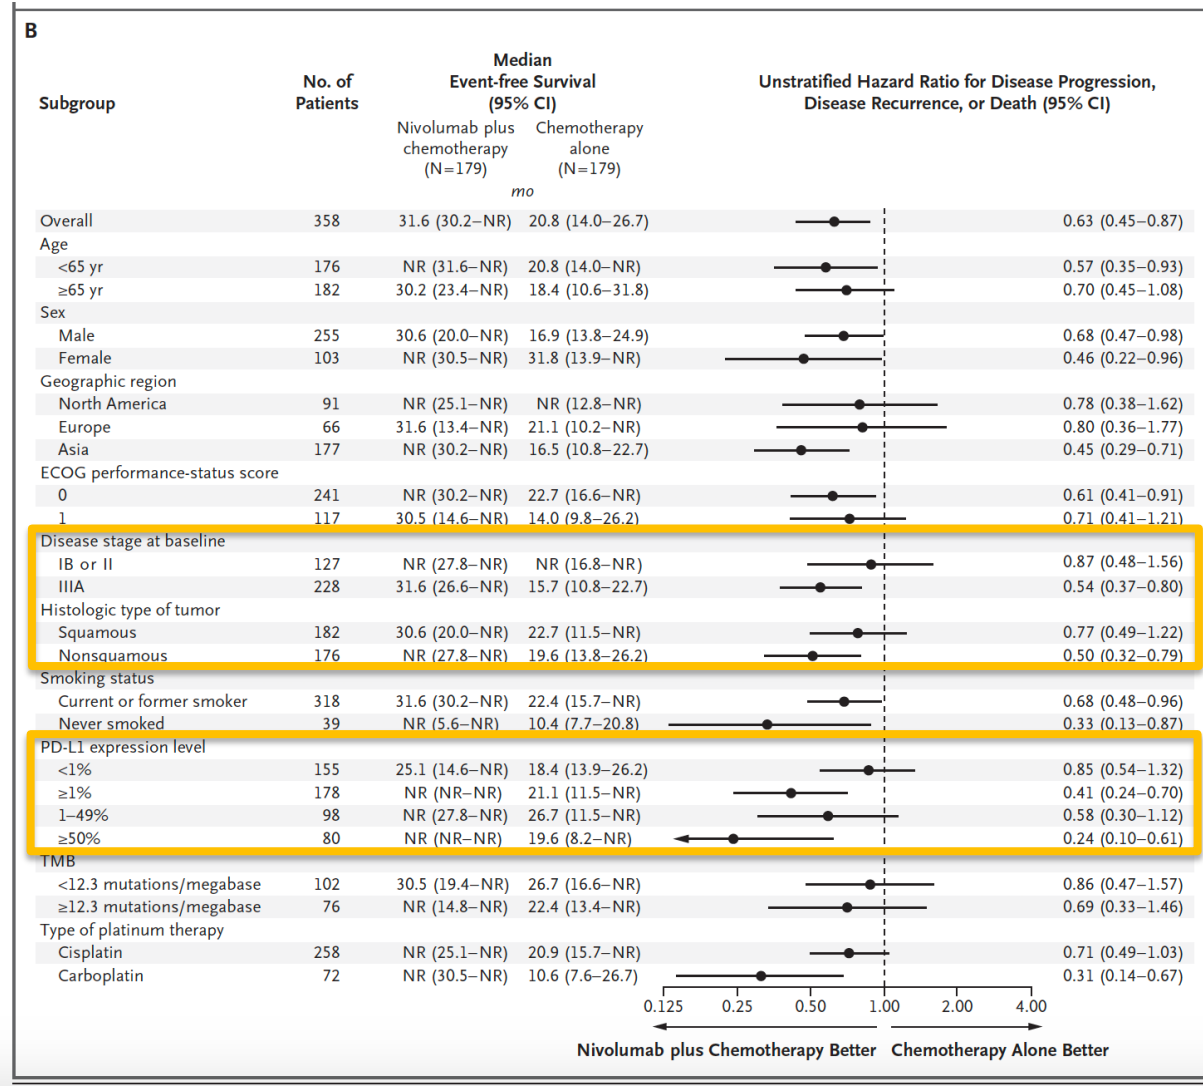 B
Subgroup
No. of
Patients
Median
Event-free Survival
(95% CI)
Unstratified Hazard Ratio for Disease Progression,
Disease Recurrence, or Death (95% CI)
Nivolumab plus
chemotherapy
(N=179)
Chemotherapy
alone
(N=179)
mo
Overall 358 31.6 (30.2–NR) 20.8 (14.0–26.7) 0.63 (0.45–0.87)
Age
<65 yr 176 NR (31.6–NR) 20.8 (14.0–NR) 0.57 (0.35–0.93)
≥65 yr 182 30.2 (23.4–NR) 18.4 (10.6–31.8) 0.70 (0.45–1.08)
Sex
Male 255 30.6 (20.0–NR) 16.9 (13.8–24.9) 0.68 (0.47–0.98)
Female 103 NR (30.5–NR) 31.8 (13.9–NR) 0.46 (0.22–0.96)
Geographic region
North America 91 NR (25.1–NR) NR (12.8–NR) 0.78 (0.38–1.62)
Europe 66 31.6 (13.4–NR) 21.1 (10.2–NR) 0.80 (0.36–1.77)
Asia 177 NR (30.2–NR) 16.5 (10.8–22.7) 0.45 (0.29–0.71)
ECOG performance-status score
0 241 NR (30.2–NR) 22.7 (16.6–NR) 0.61 (0.41–0.91)
1 117 30.5 (14.6–NR) 14.0 (9.8–26.2) 0.71 (0.41–1.21)
Disease stage at baseline
IB or II 127 NR (27.8–NR) NR (16.8–NR) 0.87 (0.48–1.56)
IIIA 228 31.6 (26.6–NR) 15.7 (10.8–22.7) 0.54 (0.37–0.80)
Histologic type of tumor
Squamous 182 30.6 (20.0–NR) 22.7 (11.5–NR) 0.77 (0.49–1.22)
Nonsquamous 176 NR (27.8–NR) 19.6 (13.8–26.2) 0.50 (0.32–0.79)
Smoking status
Current or former smoker 318 31.6 (30.2–NR) 22.4 (15.7–NR) 0.68 (0.48–0.96)
Never smoked 39 NR (5.6–NR) 10.4 (7.7–20.8) 0.33 (0.13–0.87)
PD-L1 expression level
<1% 155 25.1 (14.6–NR) 18.4 (13.9–26.2) 0.85 (0.54–1.32)
≥1% 178 NR (NR–NR) 21.1 (11.5–NR) 0.41 (0.24–0.70)
1–49% 98 NR (27.8–NR) 26.7 (11.5–NR) 0.58 (0.30–1.12)
≥50% 80 NR (NR–NR) 19.6 (8.2–NR) 0.24 (0.10–0.61)
TMB
<12.3 mutations/megabase 102 30.5 (19.4–NR) 26.7 (16.6–NR) 0.86 (0.47–1.57)
≥12.3 mutations/megabase 76 NR (14.8–NR) 22.4 (13.4–NR) 0.69 (0.33–1.46)
Type of platinum therapy
Cisplatin 258 NR (25.1–NR) 20.9 (15.7–NR) 0.71 (0.49–1.03)
Carboplatin 72 NR (30.5–NR) 10.6 (7.6–26.7) 0.31 (0.14–0.67)
0.125 0.25 0.50 1.00 2.00 4.00
Nivolumab plus Chemotherapy Better Chemotherapy Alone Better